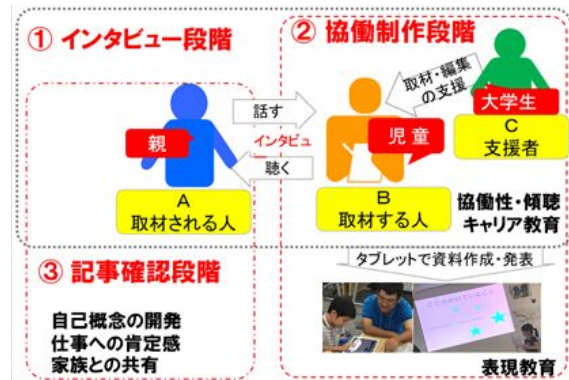 ① インタビュー段階
② 協働制作段階
取材・編集
の支援
大学生
C
支援者
話す
インタビュ
聴く
親
児童
A
取材される人
B
取材する人
協働性・傾聴
キャリア教育
③ 記事確認段階
自己概念の開発
仕事への肯定感
家族との共有
タブレットで資料作成・発表
表現教育